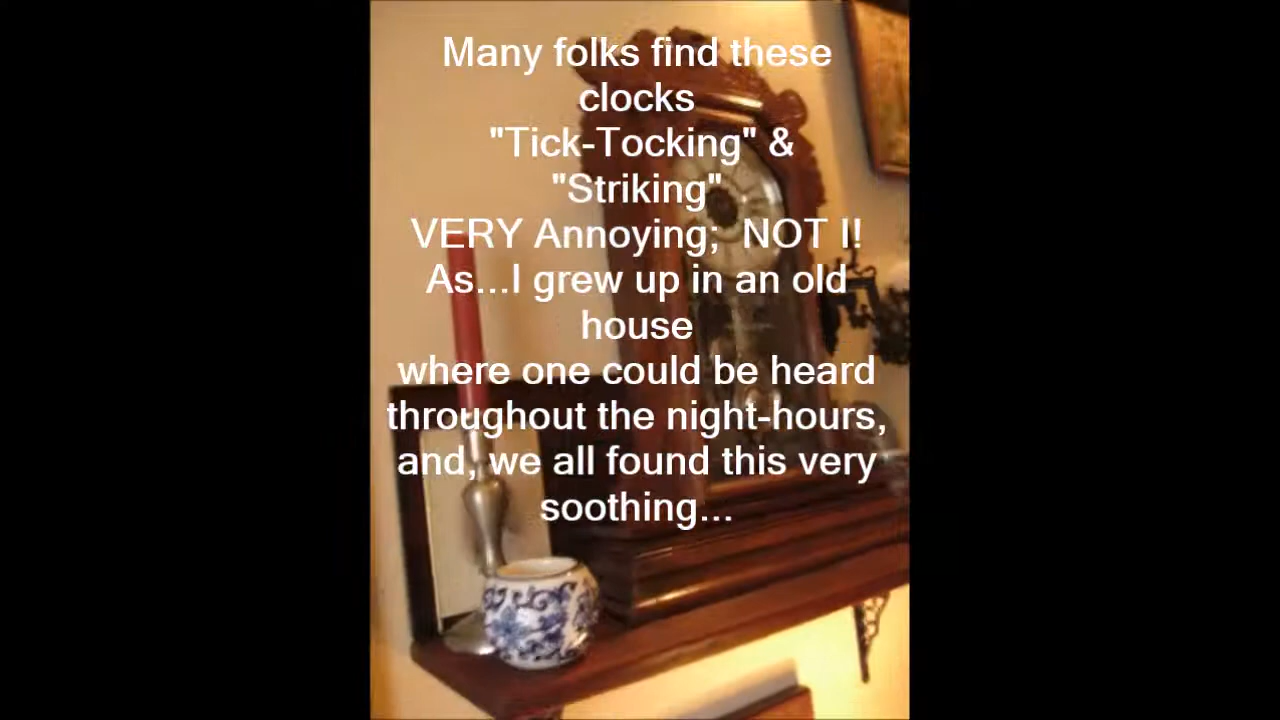 Many folks find these
clocks
"Tick-Tocking" &
"Striking"
VERY Annoying;  NOT I!
As...I grew up in an old
house
where one could be heard
throughout the night-hours,
and, we all found this very
soothing...